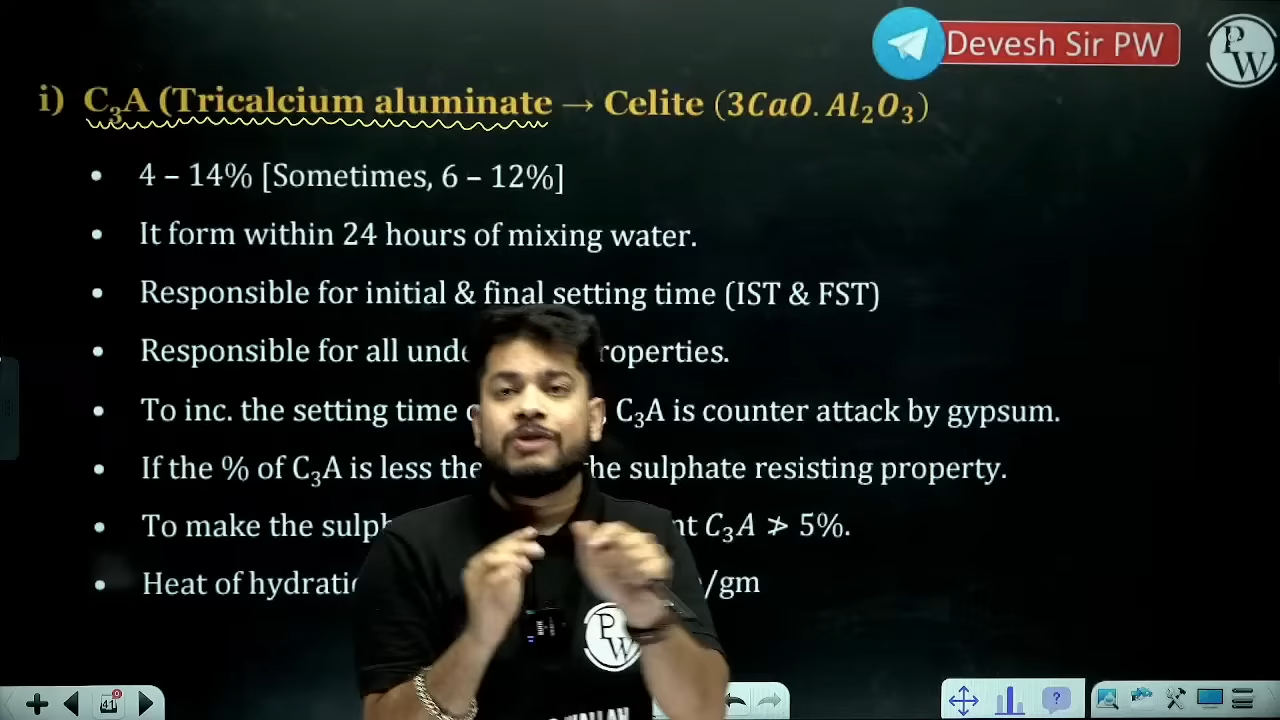 Devesh Sir PW
P W
i) C₃A (Tricalcium aluminate → Celite (3CaO. Al₂O₃)
• 4 – 14% [Sometimes, 6 – 12%]
• It form within 24 hours of mixing water.
• Responsible for initial & final setting time (IST & FST)
• Responsible for all unde roperties.
• To inc. the setting time C₃A is counter attack by gypsum.
• If the % of C₃A is less the he sulphate resisting property.
• To make the sulph nt C₃A ≯ 5%.
• Heat of hydratio /gm
P W
41
0